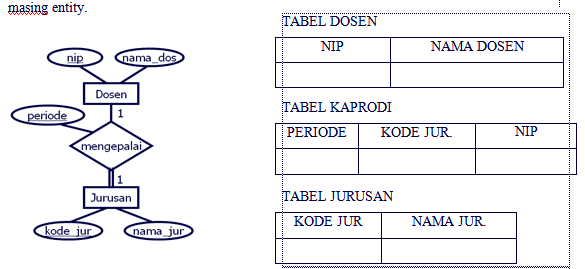 masing entity.
nip
nama_dos
Dosen
1
periode
mengepalai
1
Jurusan
kode_jur
nama_jur
TABEL DOSEN
NIP NAMA DOSEN
TABEL KAPRODI
PERIODE KODE JUR. NIP
TABEL JURUSAN
KODE JUR NAMA JUR.